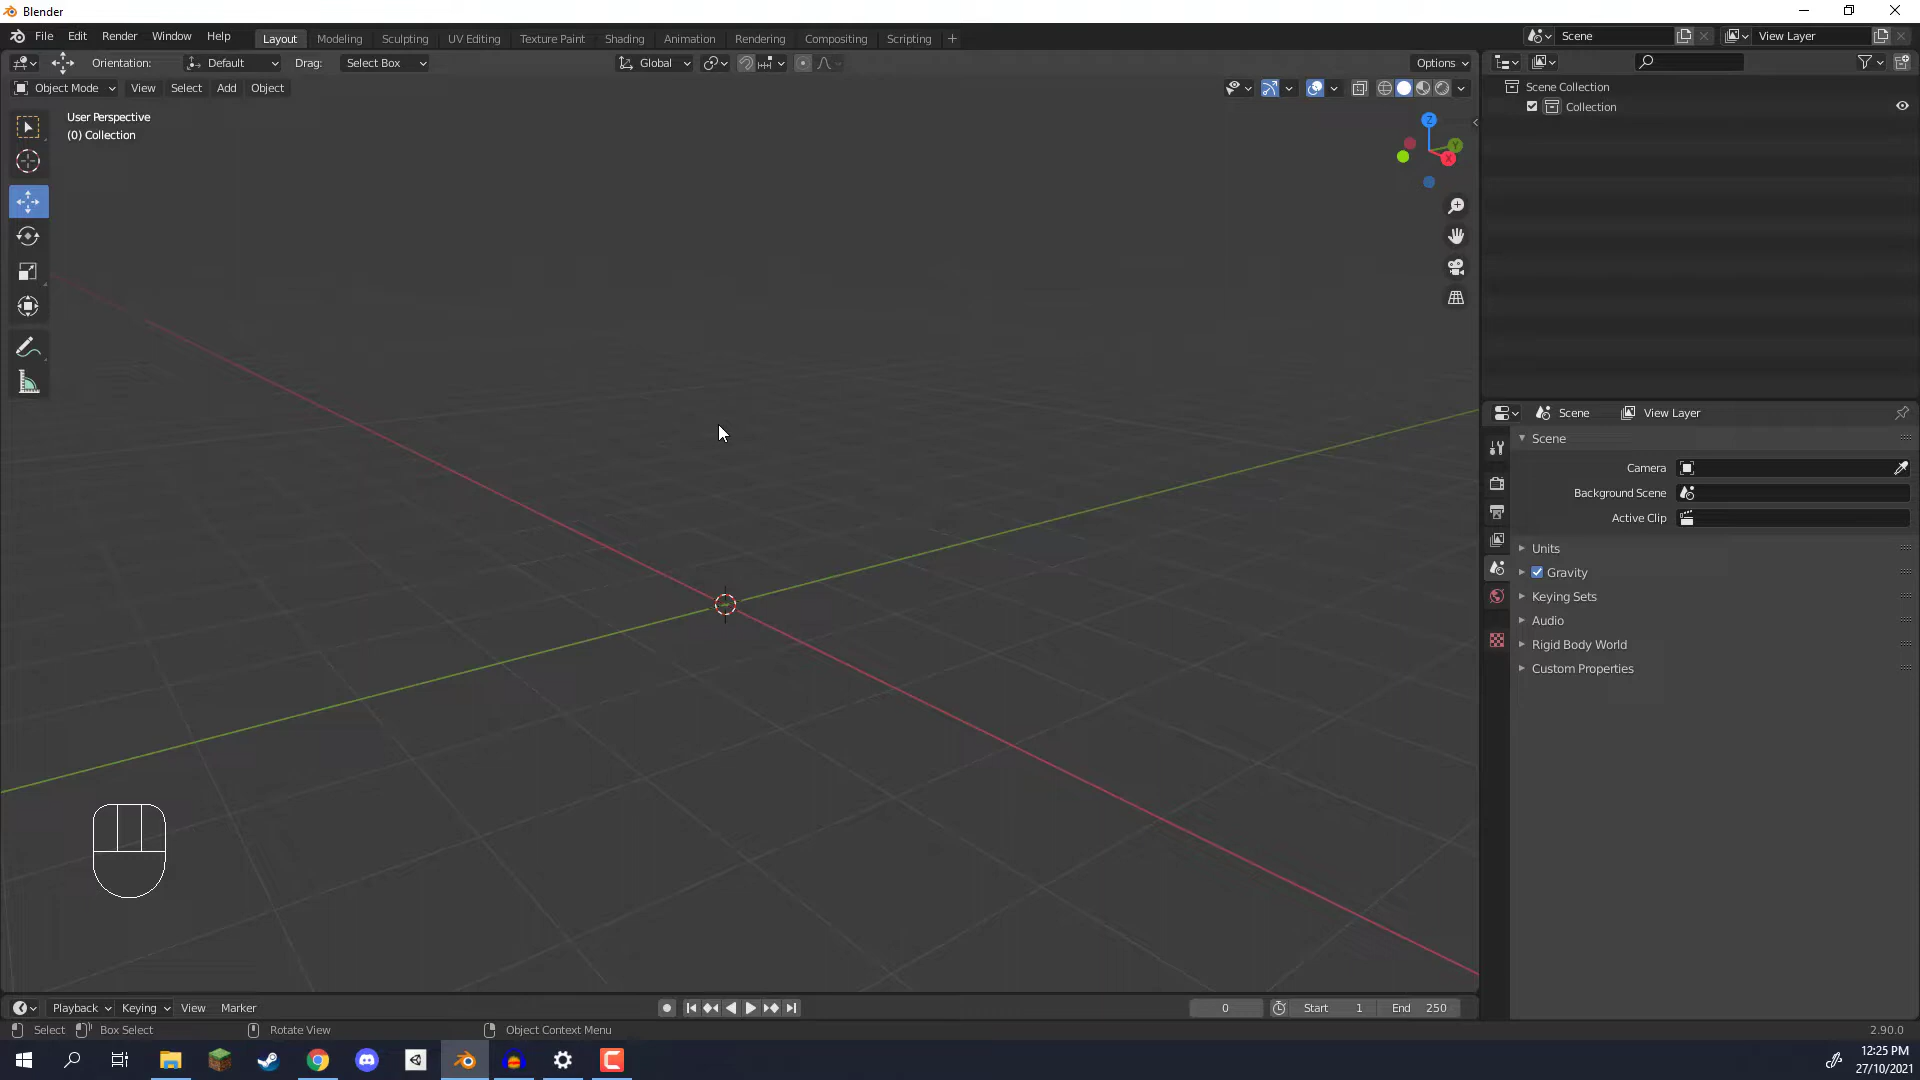 Blender
File Edit Render Window Help Layout Modeling Sculpting UV Editing Texture Paint Shading Animation Rendering Compositing Scripting + Scene View Layer
Orientation: Default Drag: Select Box Global Options
Object Mode View Select Add Object
User Perspective
(0) Collection
Z
Y
X
Scene Collection
Collection
Scene View Layer
Scene
Camera
Background Scene
Active Clip
Units
Gravity
Keying Sets
Audio
Rigid Body World
Custom Properties
Playback Keying View Marker 0 Start 1 End 250
Select Box Select Rotate View Object Context Menu 2.90.0
12:25 PM
27/10/2021